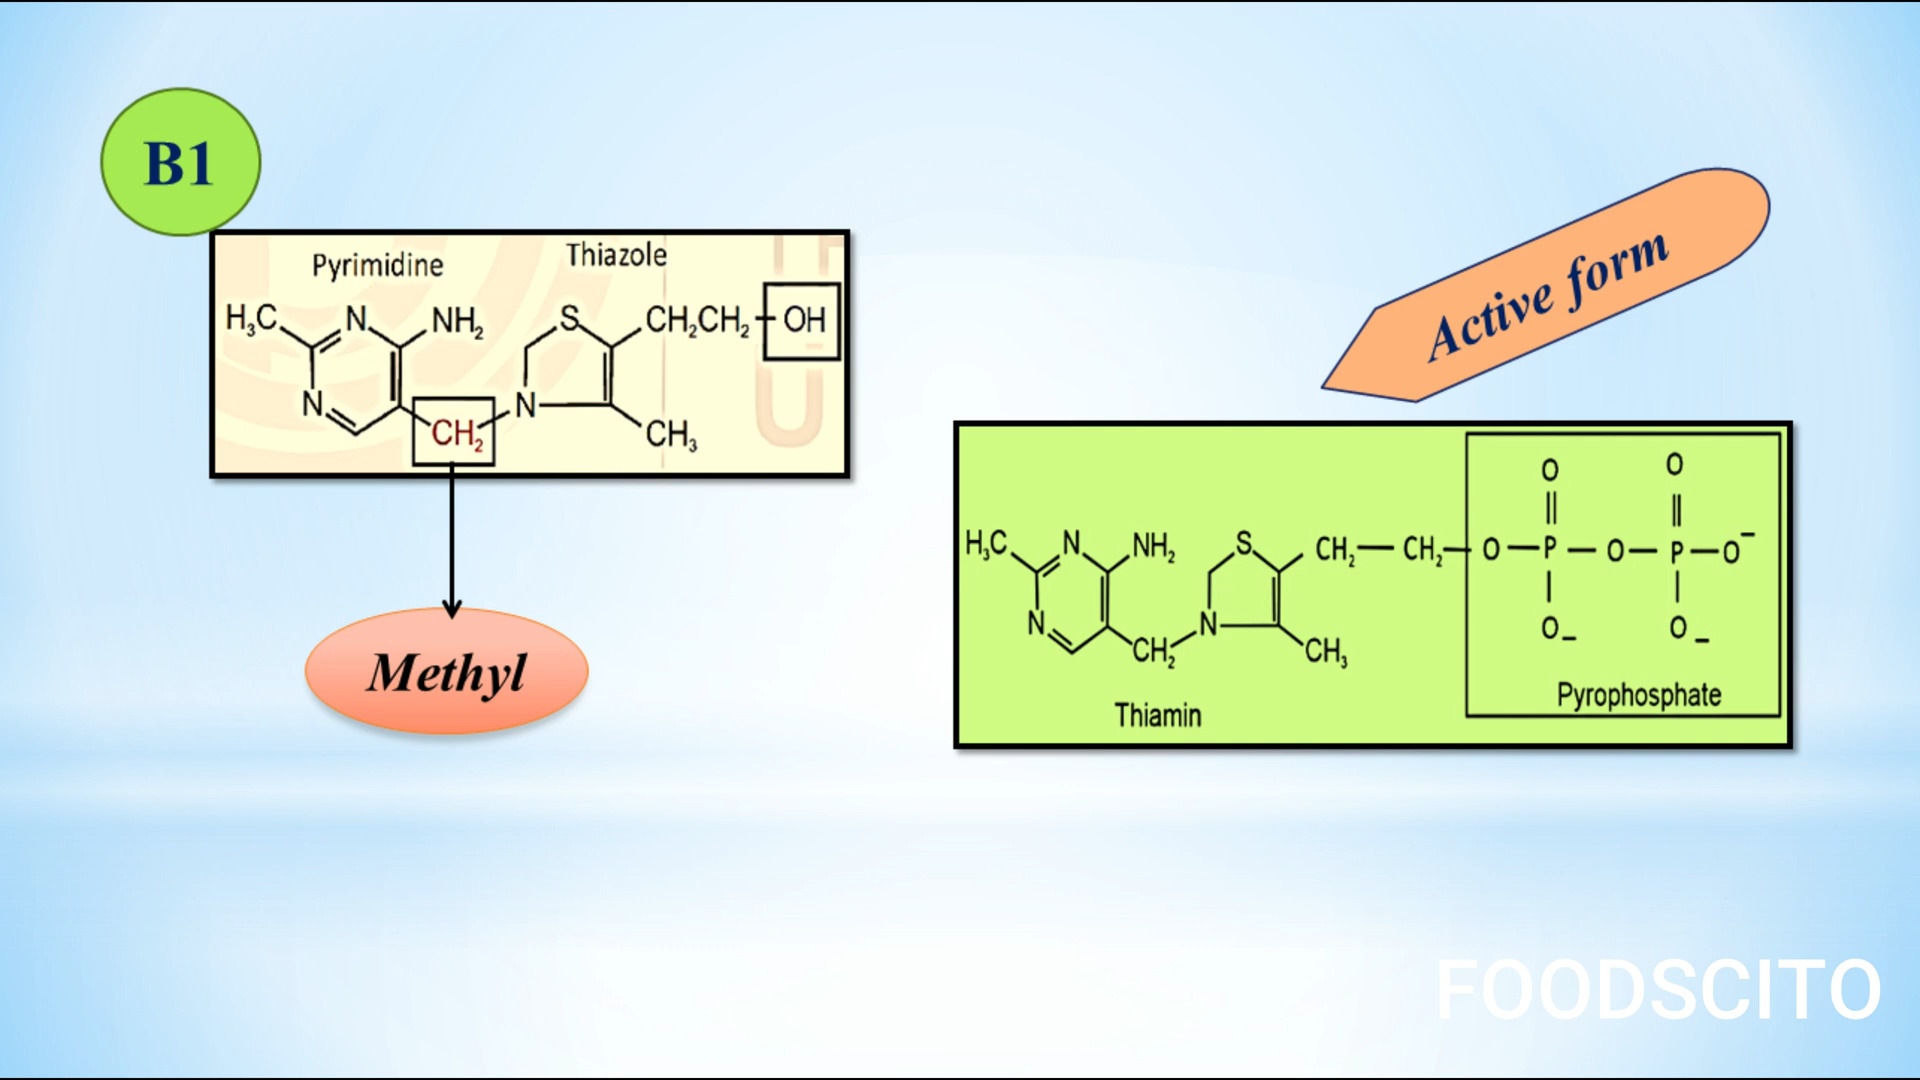 B1
Pyrimidine
Thiazole
H₃C N NH₂ S CH₂CH₂ OH
N CH₂ N CH₃
Methyl
Active form
O O
H₃C N NH₂ S CH₂ — CH₂ — O — P — O — P — O⁻
N CH₂ N CH₃ O₋ O₋
Thiamin
Pyrophosphate
FOODSCITO